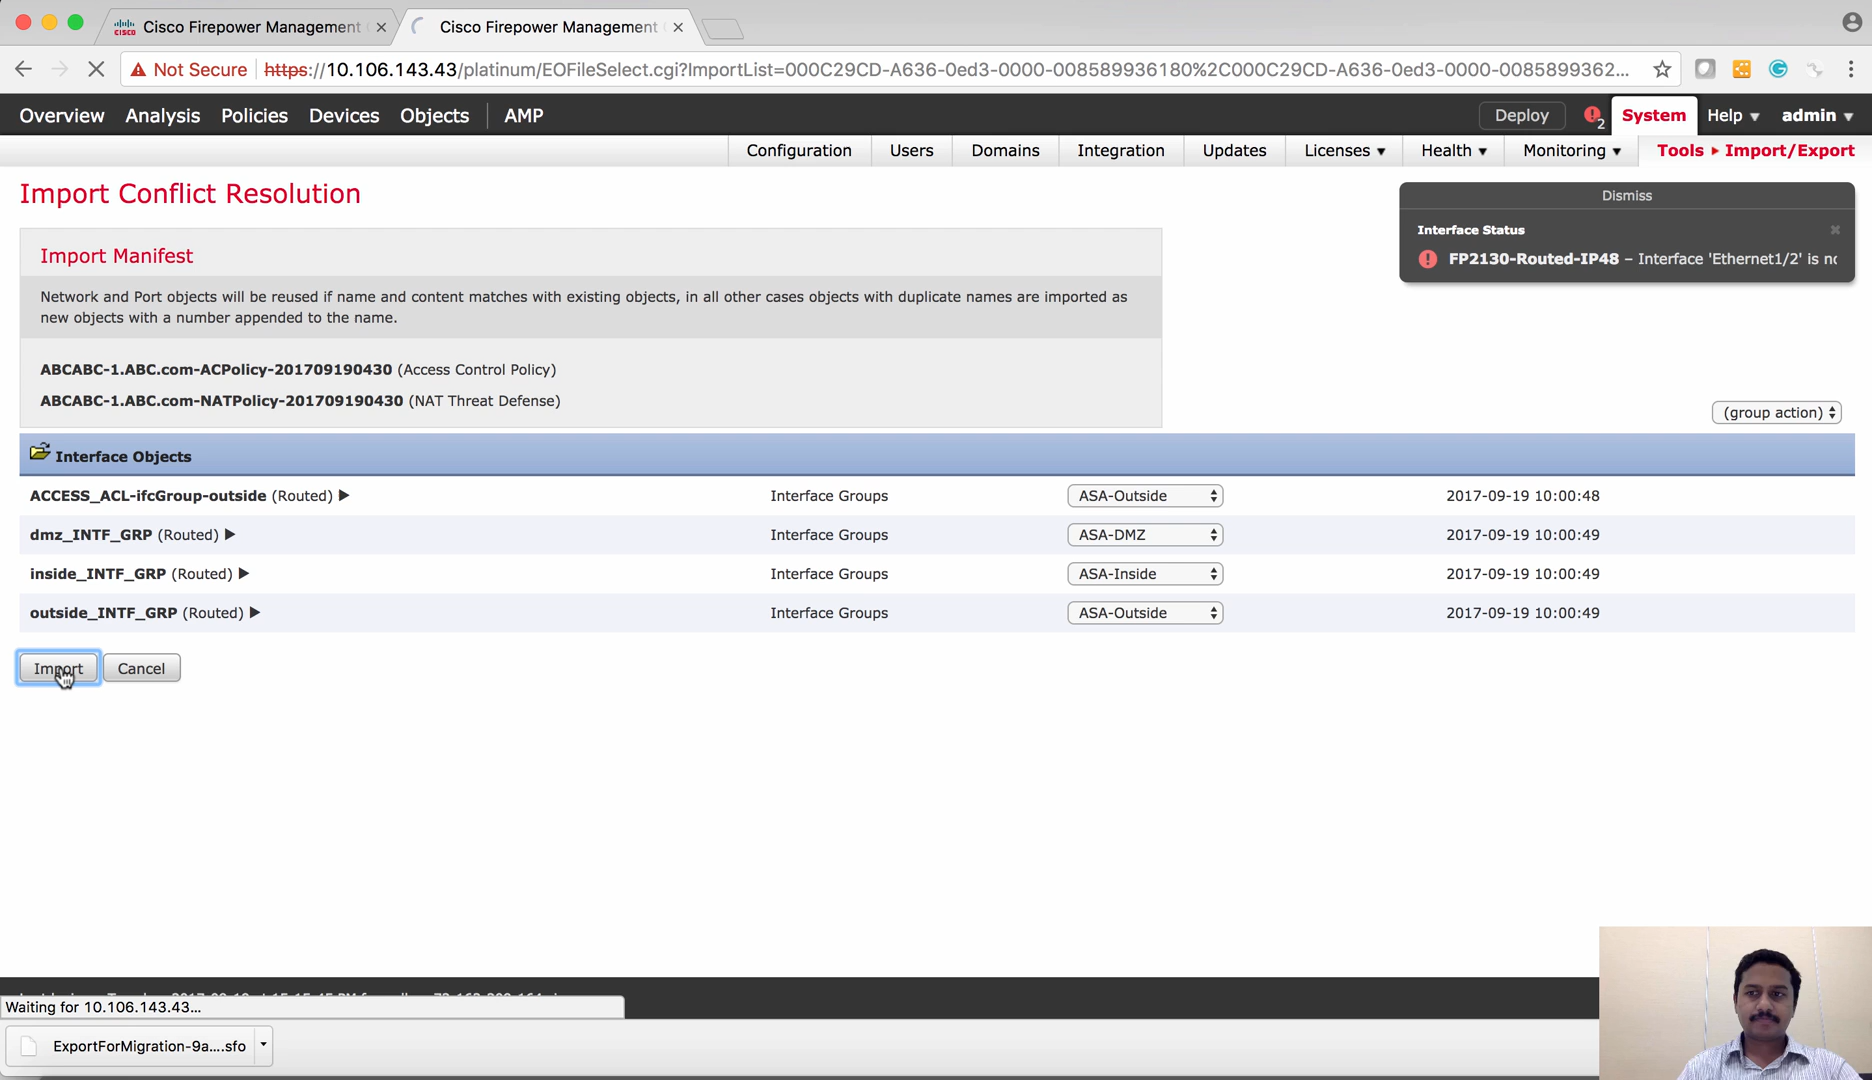 Cisco Firepower Management
Cisco Firepower Management
Not Secure https://10.106.143.43/platinum/EOFileSelect.cgi?ImportList=000C29CD-A636-0ed3-0000-008589936180%2C000C29CD-A636-0ed3-0000-0085899362...
Overview Analysis Policies Devices Objects AMP Deploy 2 System Help admin
Configuration Users Domains Integration Updates Licenses Health Monitoring Tools Import/Export
Import Conflict Resolution
Dismiss
Interface Status
FP2130-Routed-IP48 – Interface 'Ethernet1/2' is no
Import Manifest
Network and Port objects will be reused if name and content matches with existing objects, in all other cases objects with duplicate names are imported as
new objects with a number appended to the name.
ABCABC-1.ABC.com-ACPolicy-201709190430 (Access Control Policy)
ABCABC-1.ABC.com-NATPolicy-201709190430 (NAT Threat Defense)
(group action)
Interface Objects
ACCESS_ACL-ifcGroup-outside (Routed) Interface Groups ASA-Outside 2017-09-19 10:00:48
dmz_INTF_GRP (Routed) Interface Groups ASA-DMZ 2017-09-19 10:00:49
inside_INTF_GRP (Routed) Interface Groups ASA-Inside 2017-09-19 10:00:49
outside_INTF_GRP (Routed) Interface Groups ASA-Outside 2017-09-19 10:00:49
Import Cancel
Waiting for 10.106.143.43...
ExportForMigration-9a....sfo